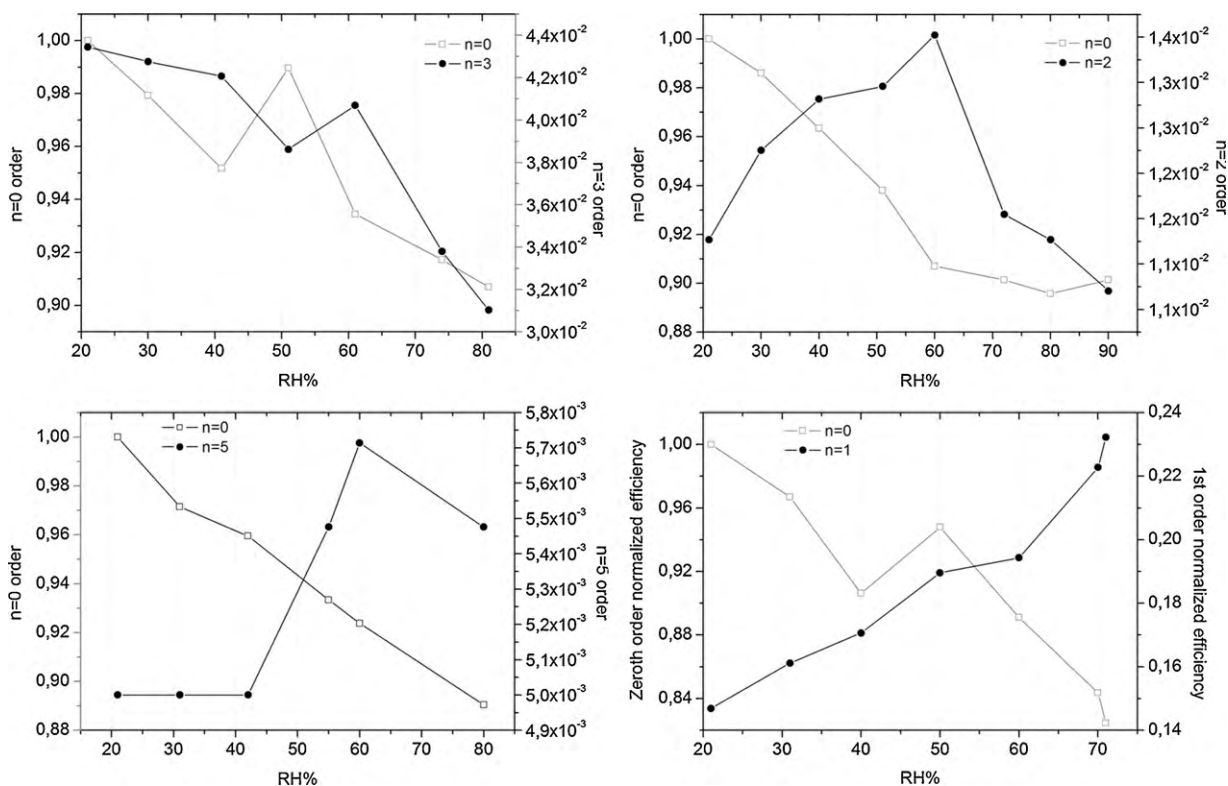 n=0
n=3
1,00
0,98
0,96
0,94
0,92
0,90
n=0 order
4,4x10⁻²
4,2x10⁻²
4,0x10⁻²
3,8x10⁻²
3,6x10⁻²
3,4x10⁻²
3,2x10⁻²
3,0x10⁻²
n=3 order
20 30 40 50 60 70 80
RH%
n=0
n=2
1,00
0,98
0,96
0,94
0,92
0,90
0,88
n=0 order
1,4x10⁻²
1,3x10⁻²
1,3x10⁻²
1,2x10⁻²
1,2x10⁻²
1,1x10⁻²
1,1x10⁻²
n=2 order
20 30 40 50 60 70 80 90
RH%
n=0
n=5
1,00
0,98
0,96
0,94
0,92
0,90
0,88
n=0 order
5,8x10⁻³
5,7x10⁻³
5,6x10⁻³
5,5x10⁻³
5,4x10⁻³
5,3x10⁻³
5,2x10⁻³
5,1x10⁻³
5,0x10⁻³
4,9x10⁻³
n=5 order
20 30 40 50 60 70 80
RH%
n=0
n=1
1,00
0,96
0,92
0,88
0,84
Zeroth order normalized efficiency
0,24
0,22
0,20
0,18
0,16
0,14
1st order normalized efficiency
20 30 40 50 60 70
RH%